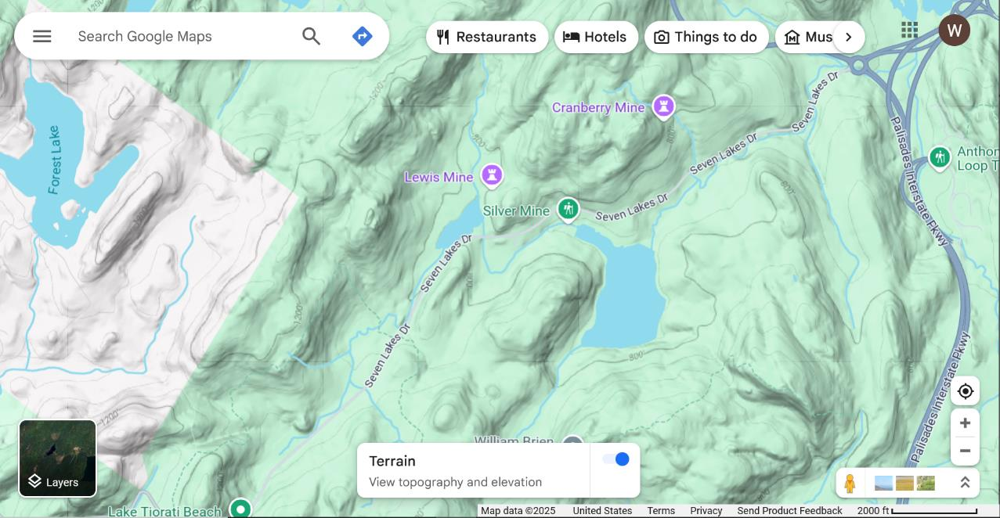 Search Google Maps
Restaurants
Hotels
Things to do
Mus
W
1200
Seven Lakes Dr
Cranberry Mine
800
Palisades Interstate Pkwy
Forest Lake
Lewis Mine
800
Seven Lakes Dr
Anthon
Loop T
Silver Mine
Seven Lakes Dr
800
Seven Lakes Dr
1200
Seven Lakes Dr
800
Palisades Interstate Pkwy
1200
William Brien
Terrain
View topography and elevation
Layers
Lake Tiorati Beach
Map data ©2025 United States Terms Privacy Send Product Feedback 2000 ft